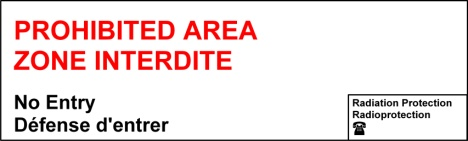 PROHIBITED AREA
ZONE INTERDITE
No Entry
Défense d'entrer
Radiation Protection
Radioprotection
☎